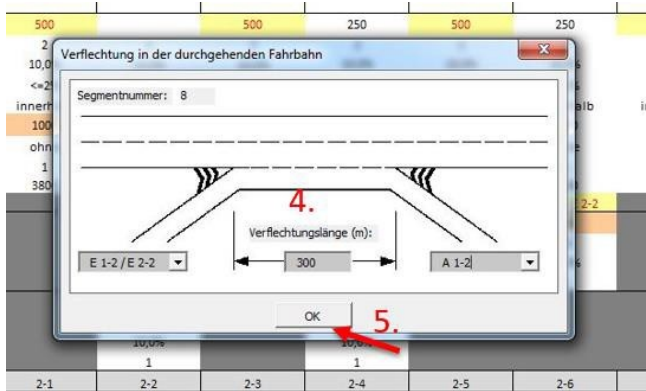 500 500 250 500 250
2
Verflechtung in der durchgehenden Fahrbahn
10,0
<=2
Segmentnummer: 8
innerh alb
100
ohn
1
380
4.
2-2
Verflechtungslänge (m):
E 1-2 / E 2-2 300 A 1-2
OK
5.
10,0% 10,0%
1 1
2-1 2-2 2-3 2-4 2-5 2-6